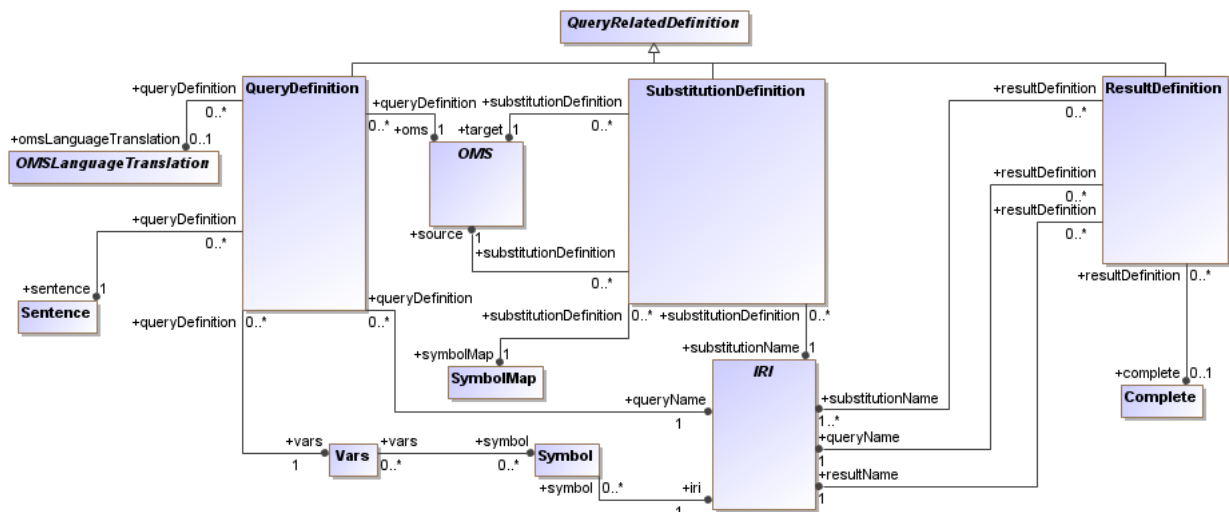 QueryRelatedDefinition
QueryDefinition
SubstitutionDefinition
ResultDefinition
+queryDefinition
0..*
+omsLanguageTranslation
0..1
OMSLanguageTranslation
+queryDefinition
0..*
+oms
1
+substitutionDefinition
0..*
+target
1
OMS
+source
1
+substitutionDefinition
0..*
+resultDefinition
0..*
+resultDefinition
0..*
+resultDefinition
0..*
+resultDefinition
0..*
+queryDefinition
0..*
+sentence
1
Sentence
+queryDefinition
0..*
+queryDefinition
0..*
+substitutionDefinition
0..*
+symbolMap
1
SymbolMap
+substitutionDefinition
0..*
+substitutionName
1
IRI
+complete
0..1
Complete
+queryName
1
+substitutionName
1..*
+queryName
1
+resultName
1
+vars
1
Vars
+vars
0..*
+symbol
0..*
Symbol
+symbol
0..*
+iri
1